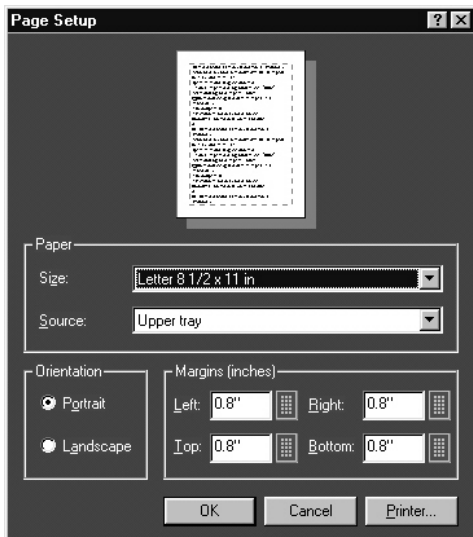 Page Setup
Paper
Size: Letter 8 1/2 x 11 in
Source: Upper tray
Orientation
Portrait
Landscape
Margins (inches)
Left: 0.8" Right: 0.8"
Top: 0.8" Bottom: 0.8"
OK Cancel Printer...